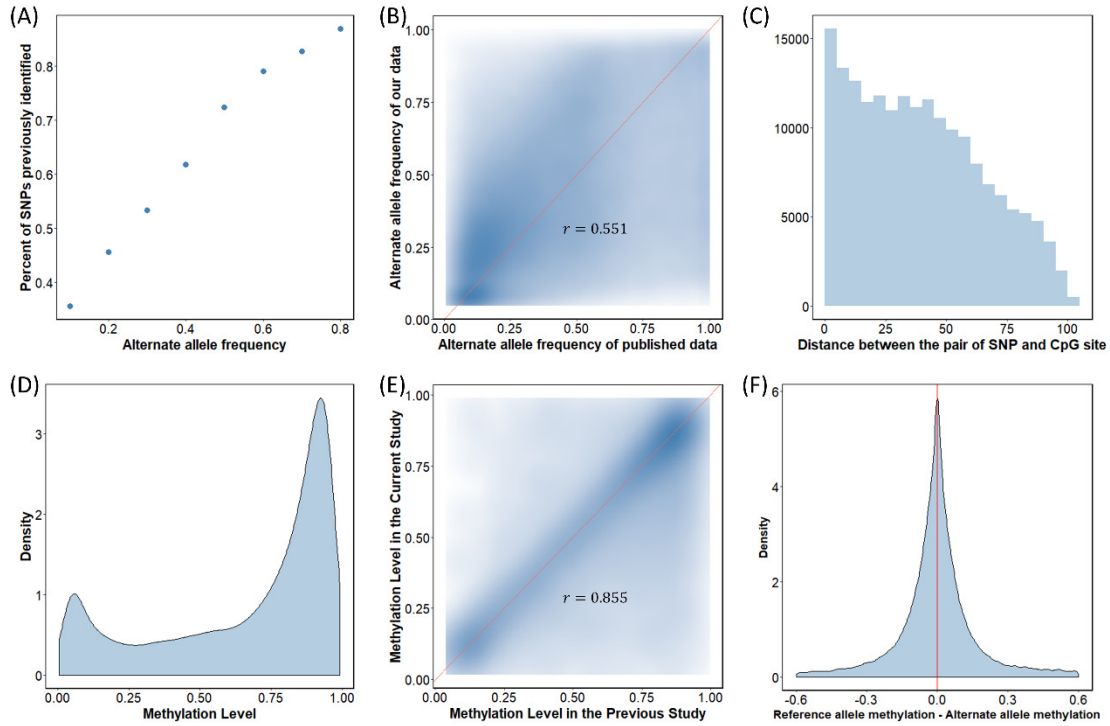 (A)
Percent of SNPs previously identified
0.8
0.7
0.6
0.5
0.4
0.2
0.4
0.6
0.8
Alternate allele frequency
(B)
Alternate allele frequency of our data
1.00
0.75
0.50
0.25
0.00
r = 0.551
0.00
0.25
0.50
0.75
1.00
Alternate allele frequency of published data
(C)
15000
10000
5000
0
0
25
50
75
100
Distance between the pair of SNP and CpG site
(D)
Density
3
2
1
0
0.00
0.25
0.50
0.75
1.00
Methylation Level
(E)
Methylation Level in the Current Study
1.00
0.75
0.50
0.25
0.00
r = 0.855
0.00
0.25
0.50
0.75
1.00
Methylation Level in the Previous Study
(F)
Density
6
4
2
0
-0.6
-0.3
0.0
0.3
0.6
Reference allele methylation - Alternate allele methylation